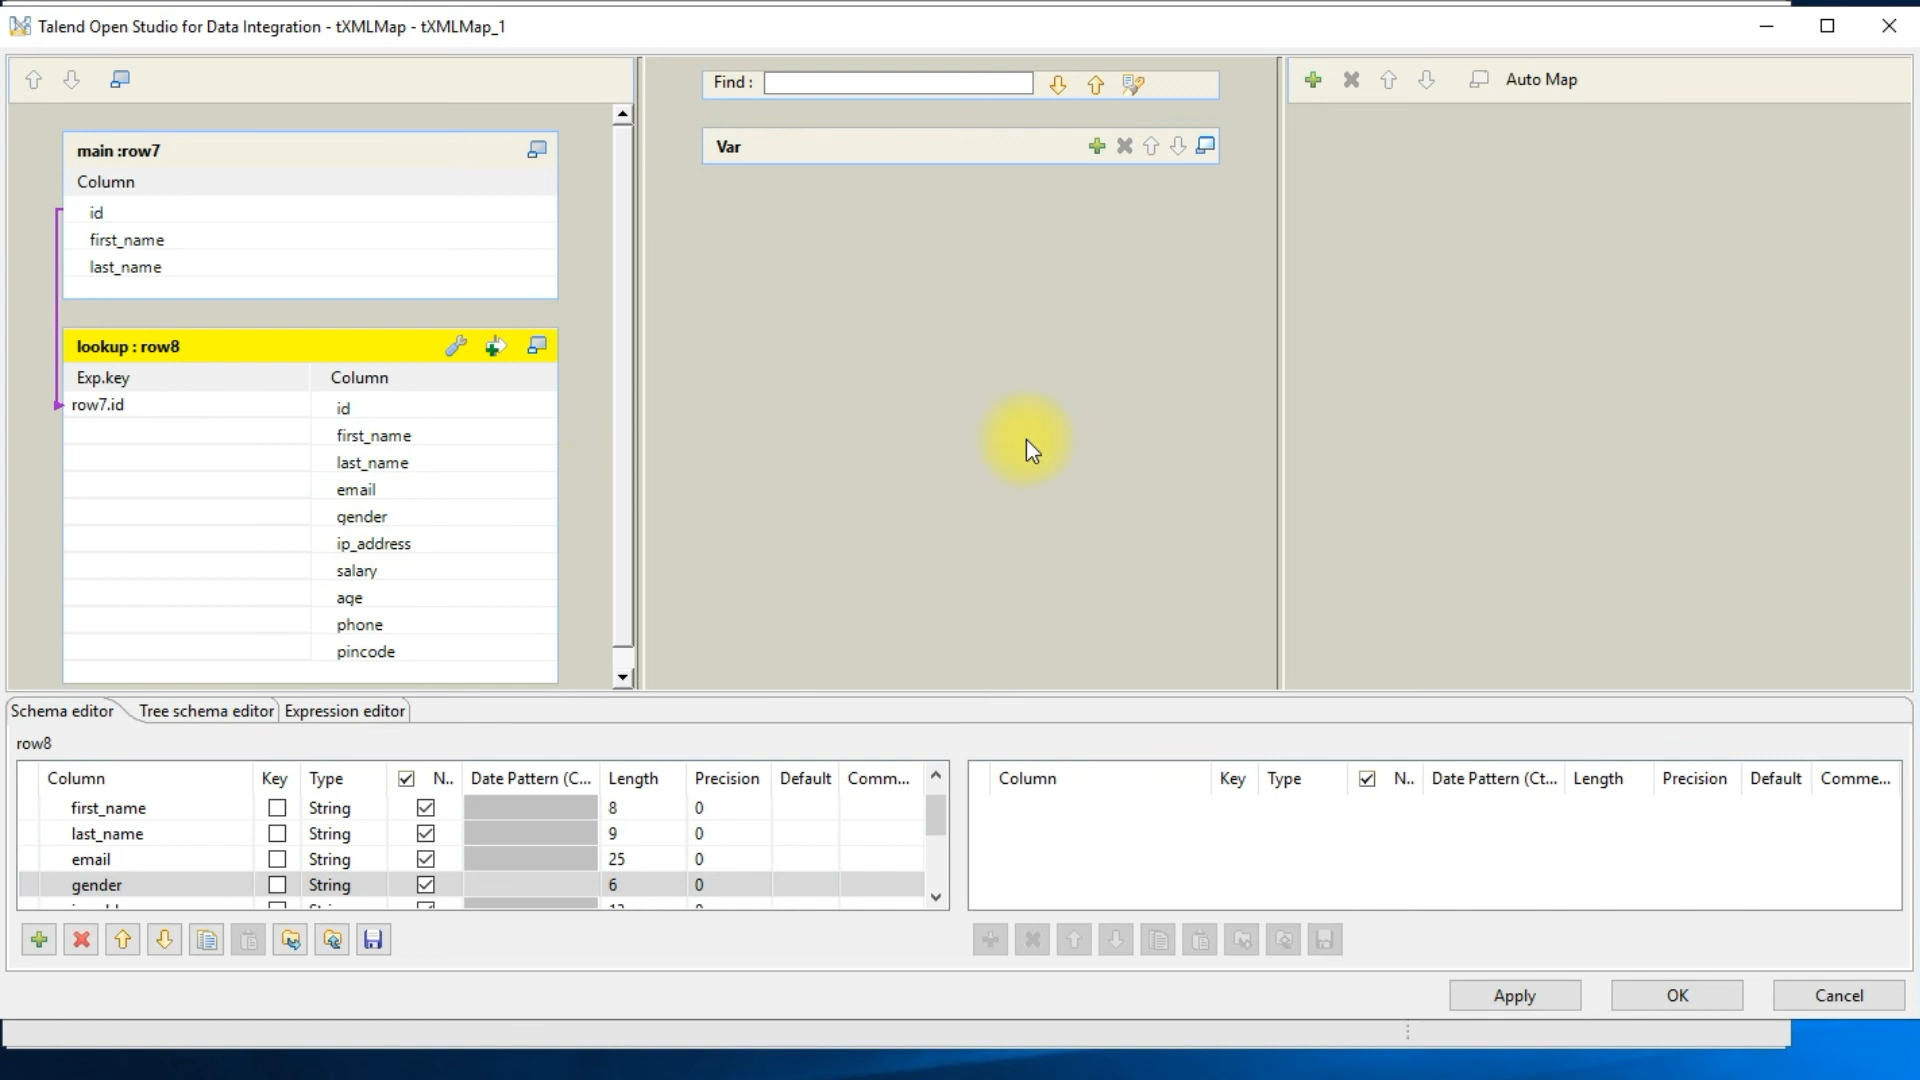 Talend Open Studio for Data Integration - tXMLMap - tXMLMap_1
Find :
Auto Map
main :row7
Column
id
first_name
last_name
Var
lookup : row8
Exp.key Column
row7.id id
first_name
last_name
email
gender
ip_address
salary
age
phone
pincode
Schema editor Tree schema editor Expression editor
row8
Column Key Type N.. Date Pattern (C... Length Precision Default Comm...
first_name String 8 0
last_name String 9 0
email String 25 0
gender String 6 0
Column Key Type N.. Date Pattern (Ct... Length Precision Default Comme...
Apply OK Cancel